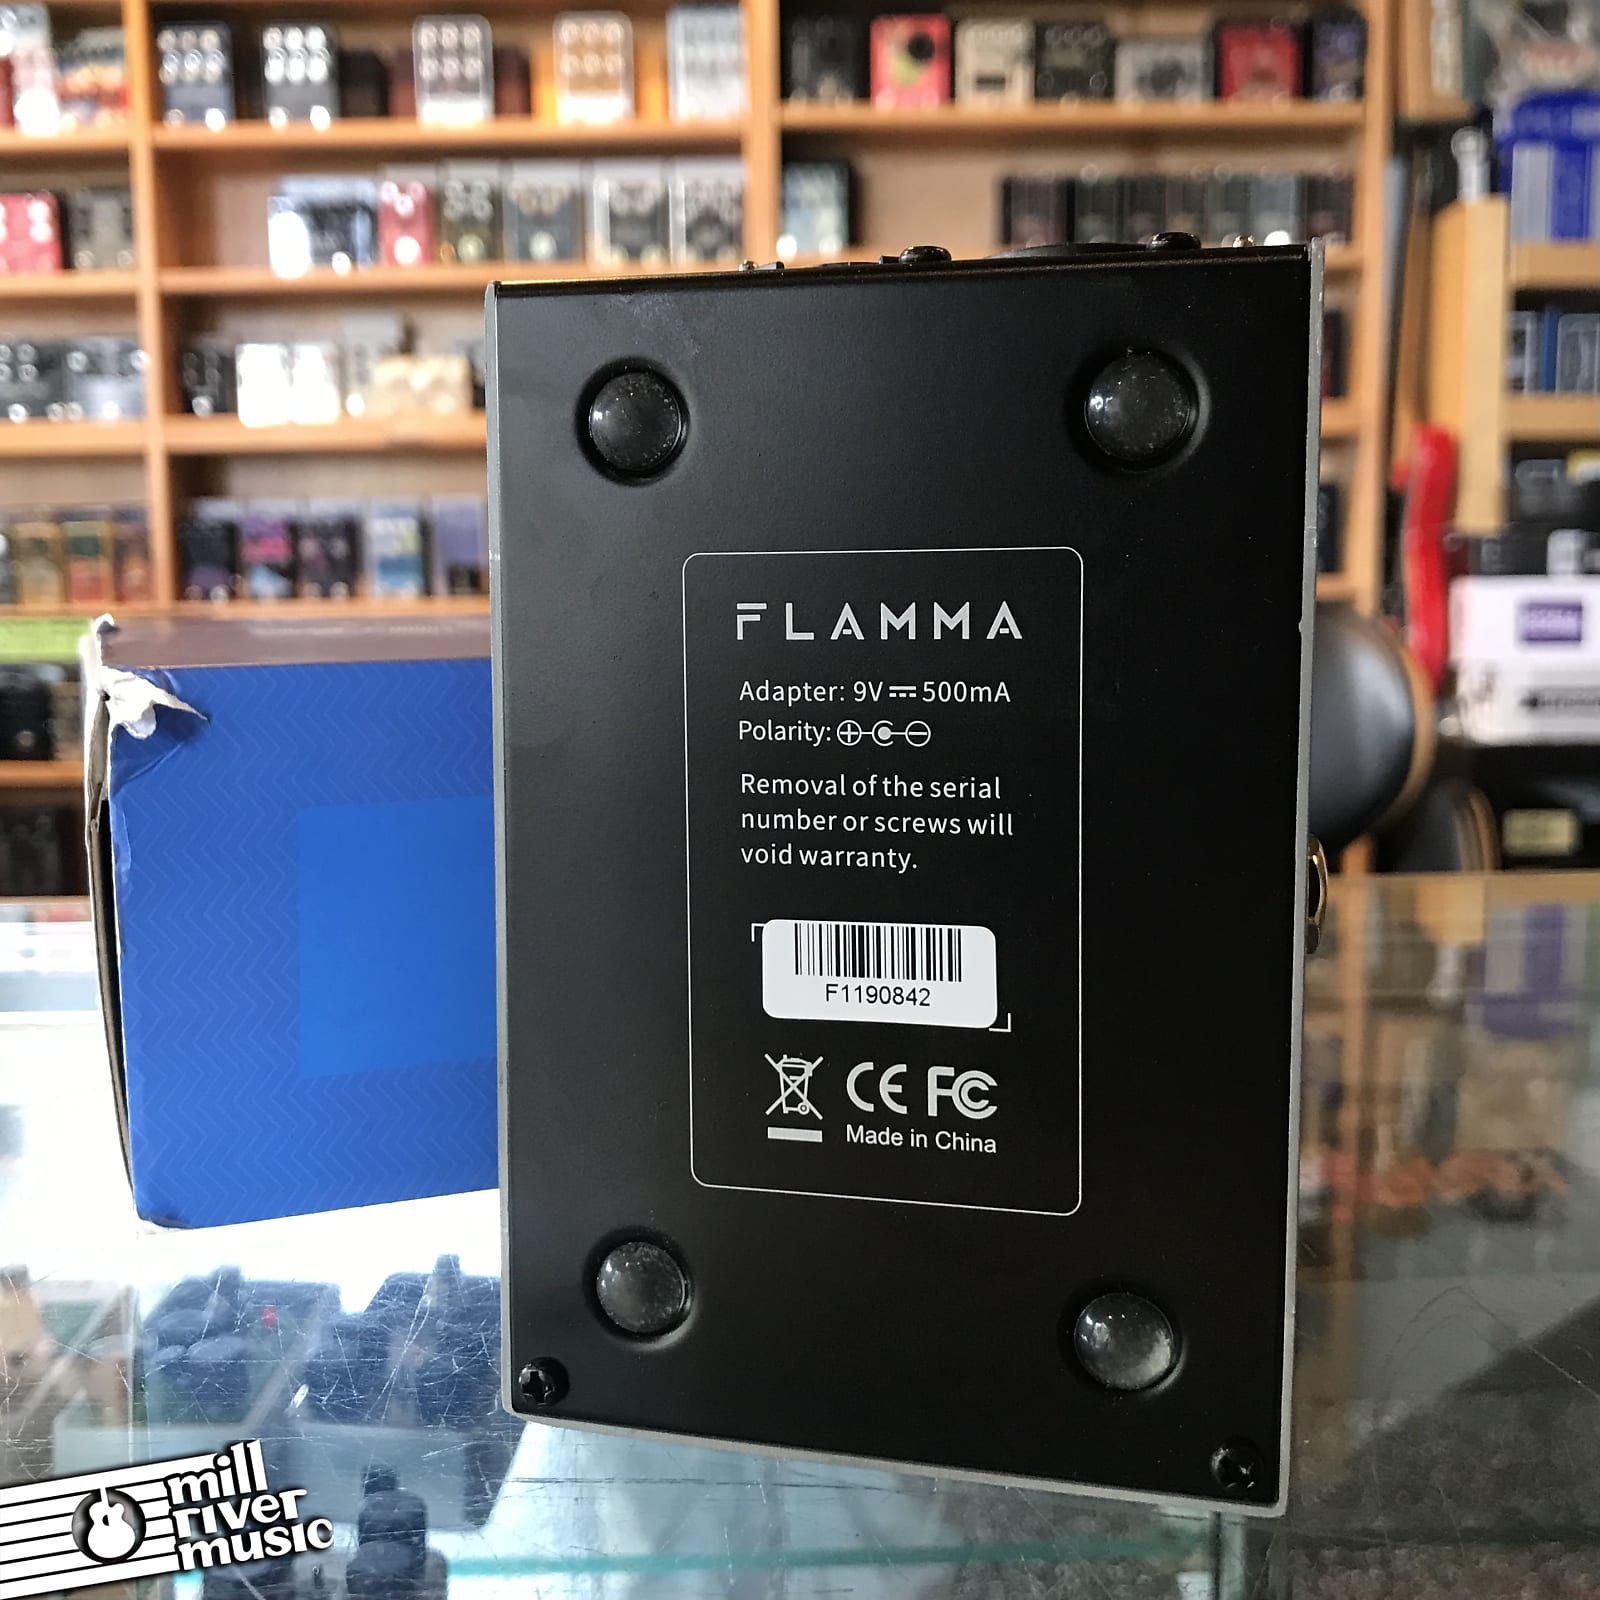 FLAMMA
Adapter: 9V 500mA
Polarity:
Removal of the serial
number or screws will
void warranty.
F1190842
CE FC
Made in China
mill
river
music